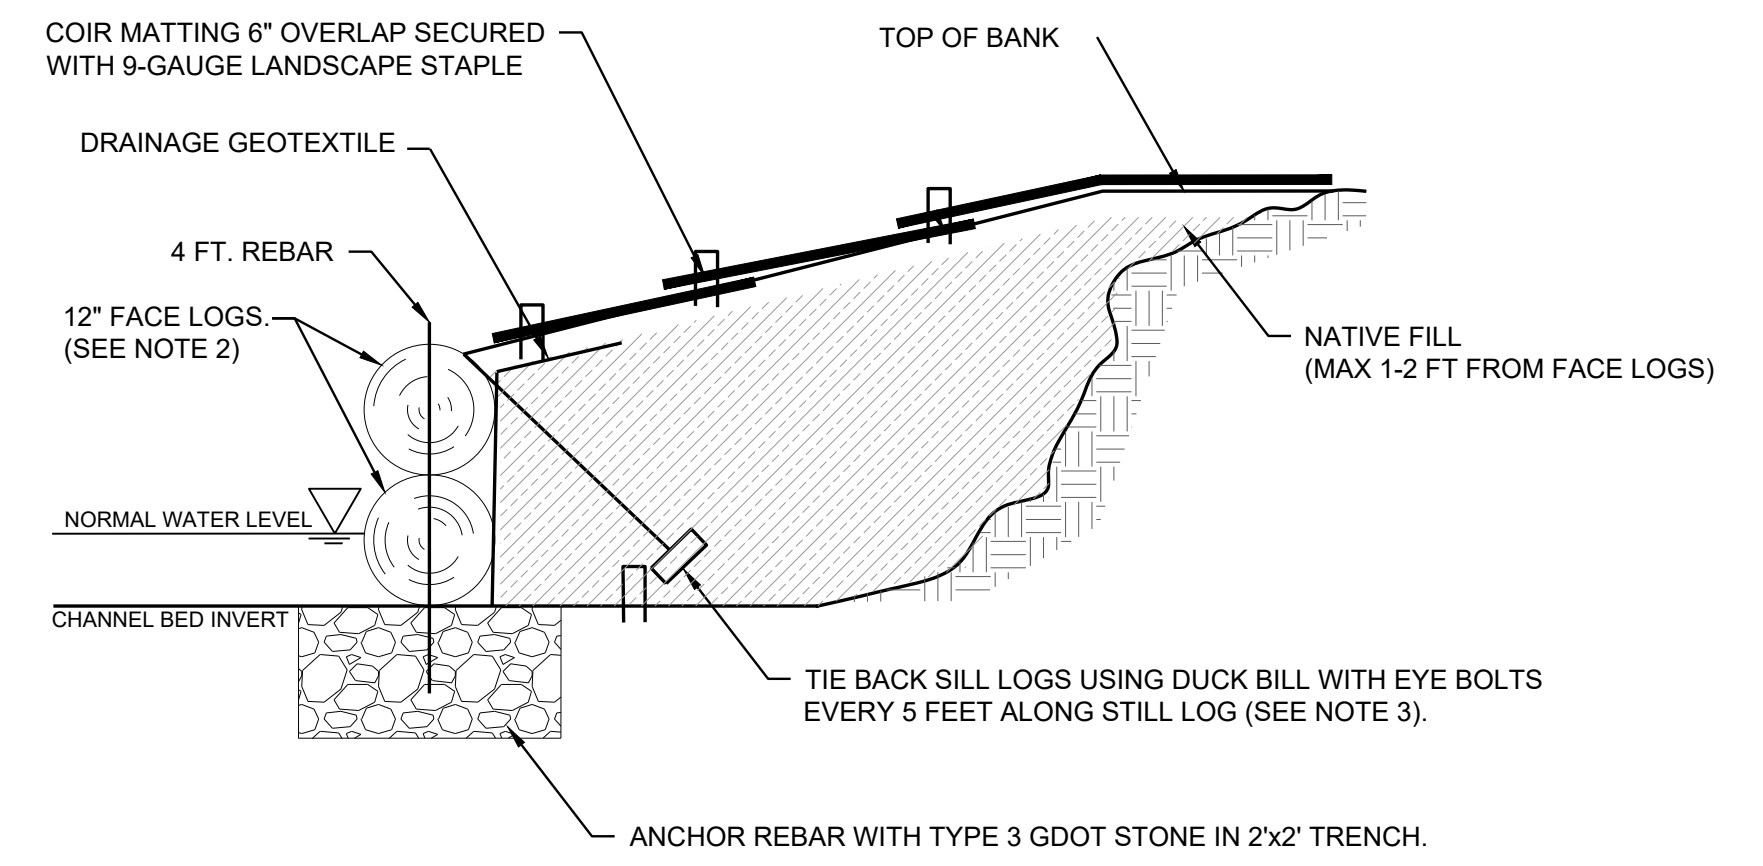 COIR MATTING 6" OVERLAP SECURED
WITH 9-GAUGE LANDSCAPE STAPLE
TOP OF BANK
DRAINAGE GEOTEXTILE
4 FT. REBAR
12" FACE LOGS.
(SEE NOTE 2)
NATIVE FILL
(MAX 1-2 FT FROM FACE LOGS)
NORMAL WATER LEVEL
CHANNEL BED INVERT
TIE BACK SILL LOGS USING DUCK BILL WITH EYE BOLTS
EVERY 5 FEET ALONG STILL LOG (SEE NOTE 3).
ANCHOR REBAR WITH TYPE 3 GDOT STONE IN 2'x2' TRENCH.